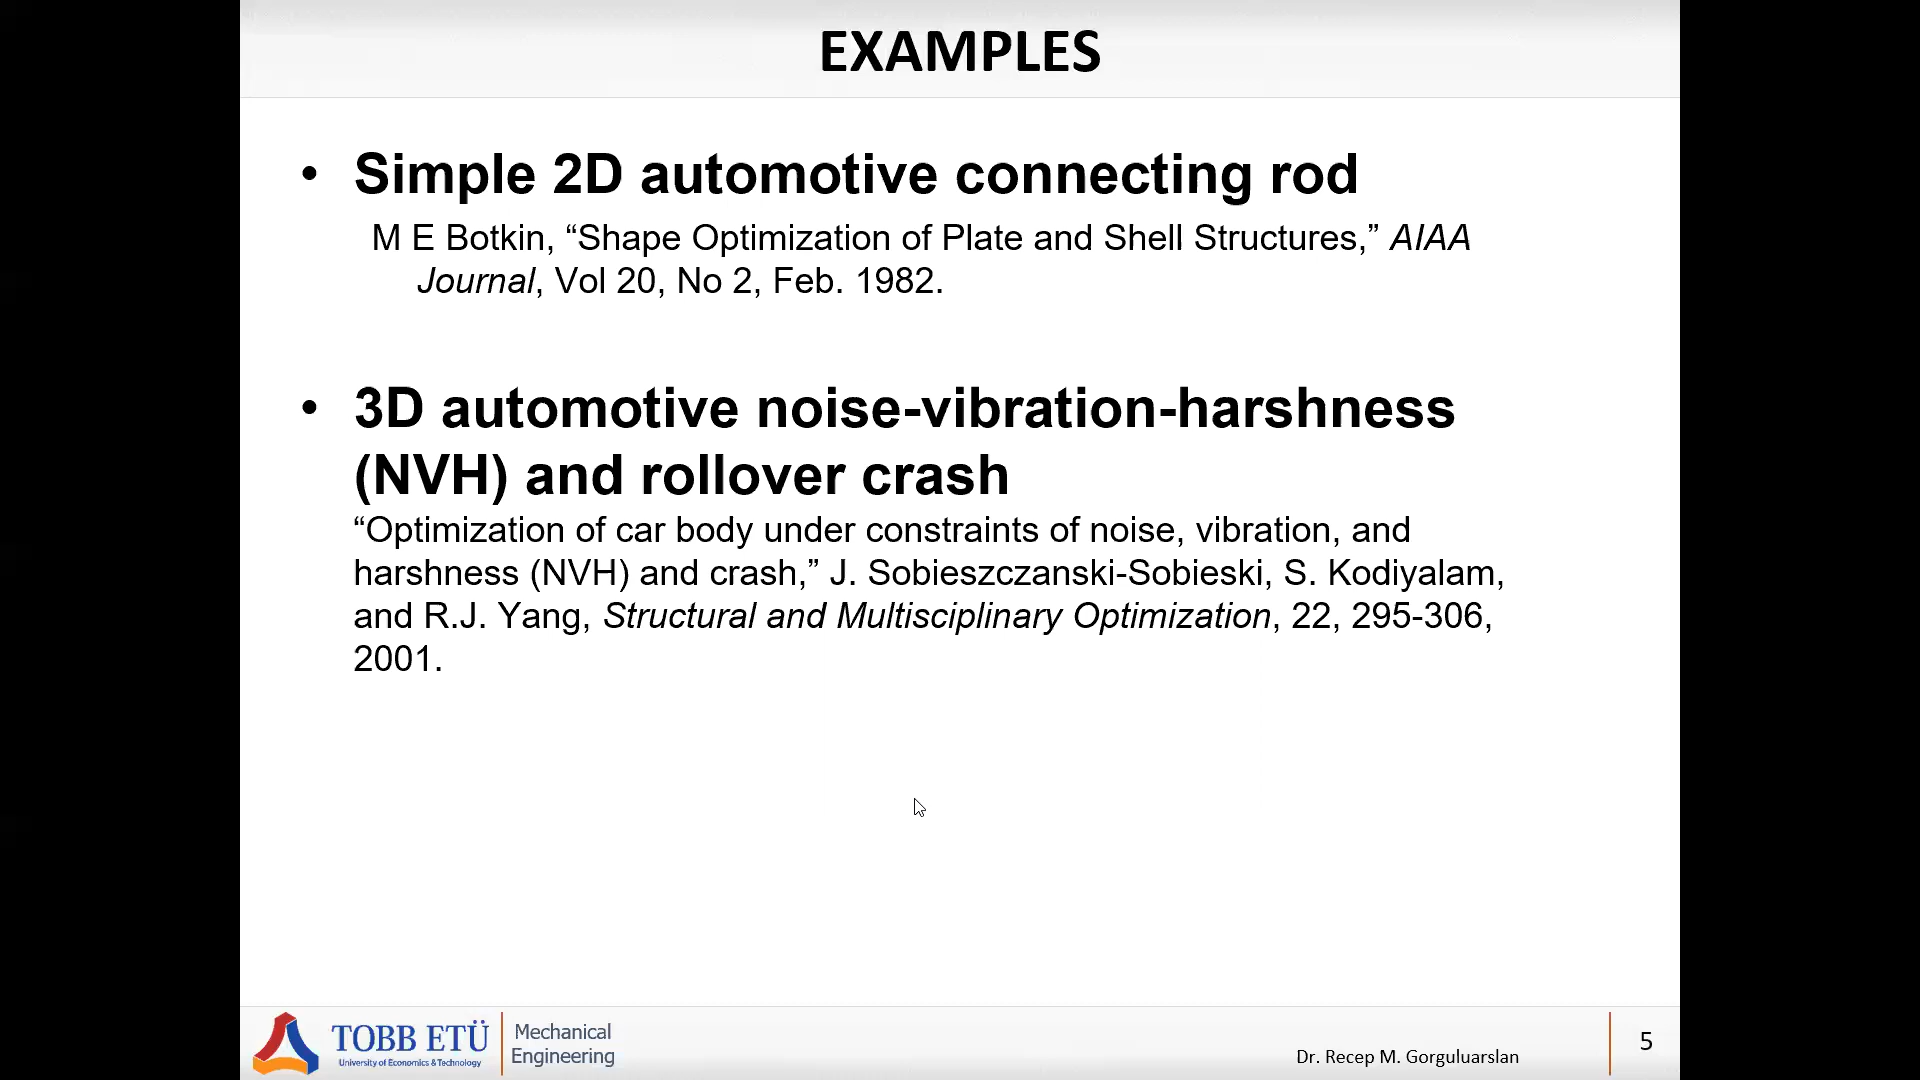 EXAMPLES
• Simple 2D automotive connecting rod
M E Botkin, “Shape Optimization of Plate and Shell Structures,” AIAA
Journal, Vol 20, No 2, Feb. 1982.
• 3D automotive noise-vibration-harshness
(NVH) and rollover crash
“Optimization of car body under constraints of noise, vibration, and
harshness (NVH) and crash,” J. Sobieszczanski-Sobieski, S. Kodiyalam,
and R.J. Yang, Structural and Multisciplinary Optimization, 22, 295-306,
2001.
TOBB ETÜ
University of Economics & Technology
Mechanical
Engineering
Dr. Recep M. Gorguluarslan
5